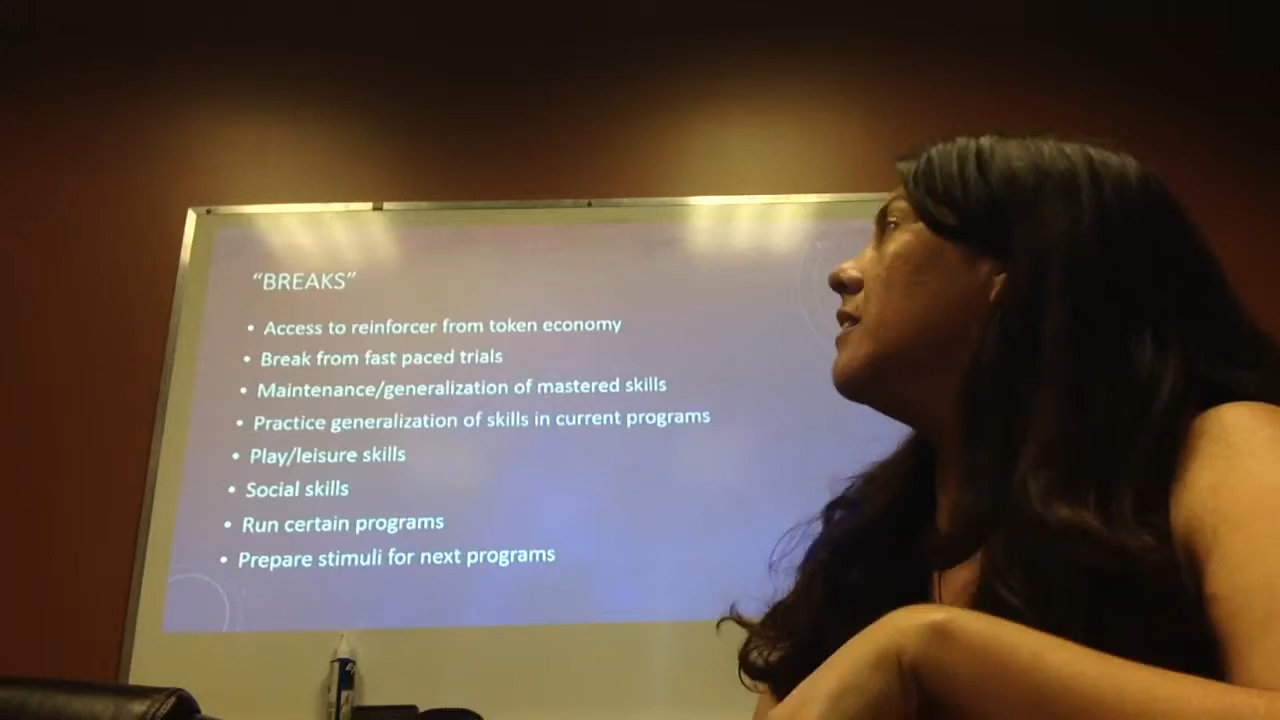 “BREAKS”
• Access to reinforcer from token economy
• Break from fast paced trials
• Maintenance/generalization of mastered skills
• Practice generalization of skills in current programs
• Play/leisure skills
• Social skills
• Run certain programs
• Prepare stimuli for next programs